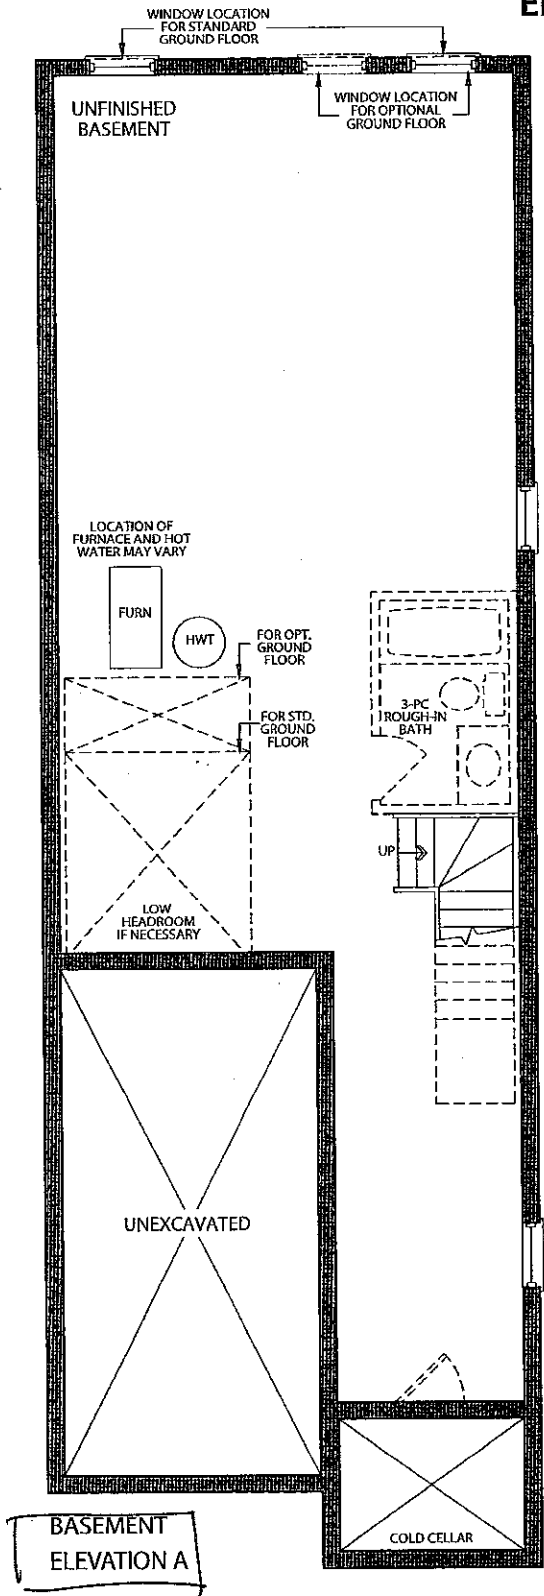 WINDOW LOCATION
FOR STANDARD
GROUND FLOOR
UNFINISHED
BASEMENT
WINDOW LOCATION
FOR OPTIONAL
GROUND FLOOR
LOCATION OF
FURNACE AND HOT
WATER MAY VARY
FURN
HWT
FOR OPT.
GROUND
FLOOR
FOR STD.
GROUND
FLOOR
3-PC
ROUGH-IN
BATH
UP
LOW
HEADROOM
IF NECESSARY
UNEXCAVATED
COLD CELLAR
BASEMENT
ELEVATION A